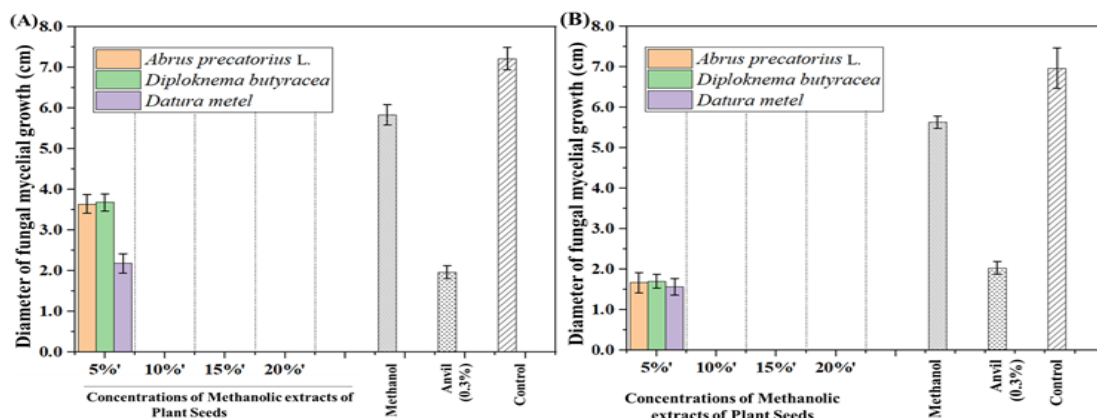 (A)
8.0
7.0
6.0
5.0
4.0
3.0
2.0
1.0
0.0
Diameter of fungal mycelial growth (cm)
Abrus precatorius L.
Diploknema butyracea
Datura metel
5%' 10%' 15%' 20%'
Methanol
Anvil
(0.3%)
Control
Concentrations of Methanolic extracts of
Plant Seeds
(B)
8.0
7.0
6.0
5.0
4.0
3.0
2.0
1.0
0.0
Diameter of fungal mycelial growth (cm)
Abrus precatorius L.
Diploknema butyracea
Datura metel
5%' 10%' 15%' 20%'
Methanol
Anvil
(0.3%)
Control
Concentrations of Methanolic
extracts of Plant Seeds